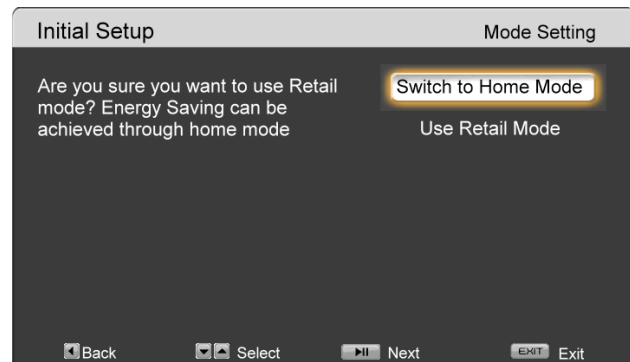 Initial Setup
Mode Setting
Are you sure you want to use Retail
mode? Energy Saving can be
achieved through home mode
Switch to Home Mode
Use Retail Mode
Back
Select
Next
EXIT Exit